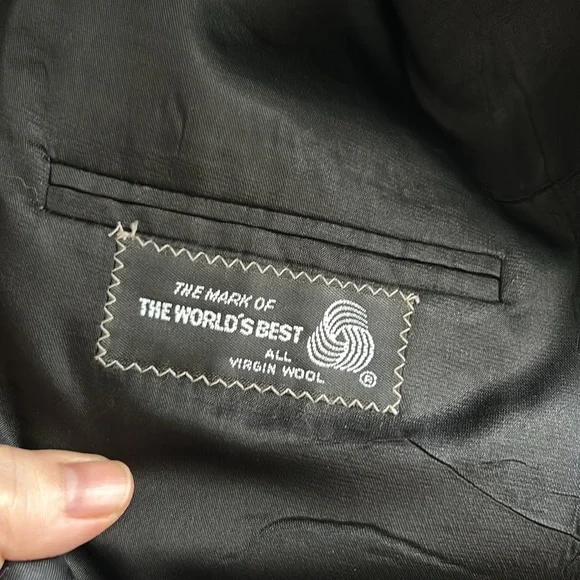 THE MARK OF
THE WORLD'S BEST
ALL
VIRGIN WOOL
®